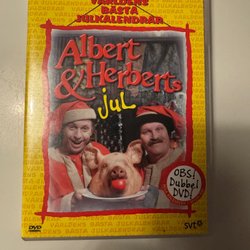 VÄRLDENS
BÄSTA
JULKALENDRAR
Albert
& Herberts
jul
OBS!
Dubbel
DVD!
DVD
svt